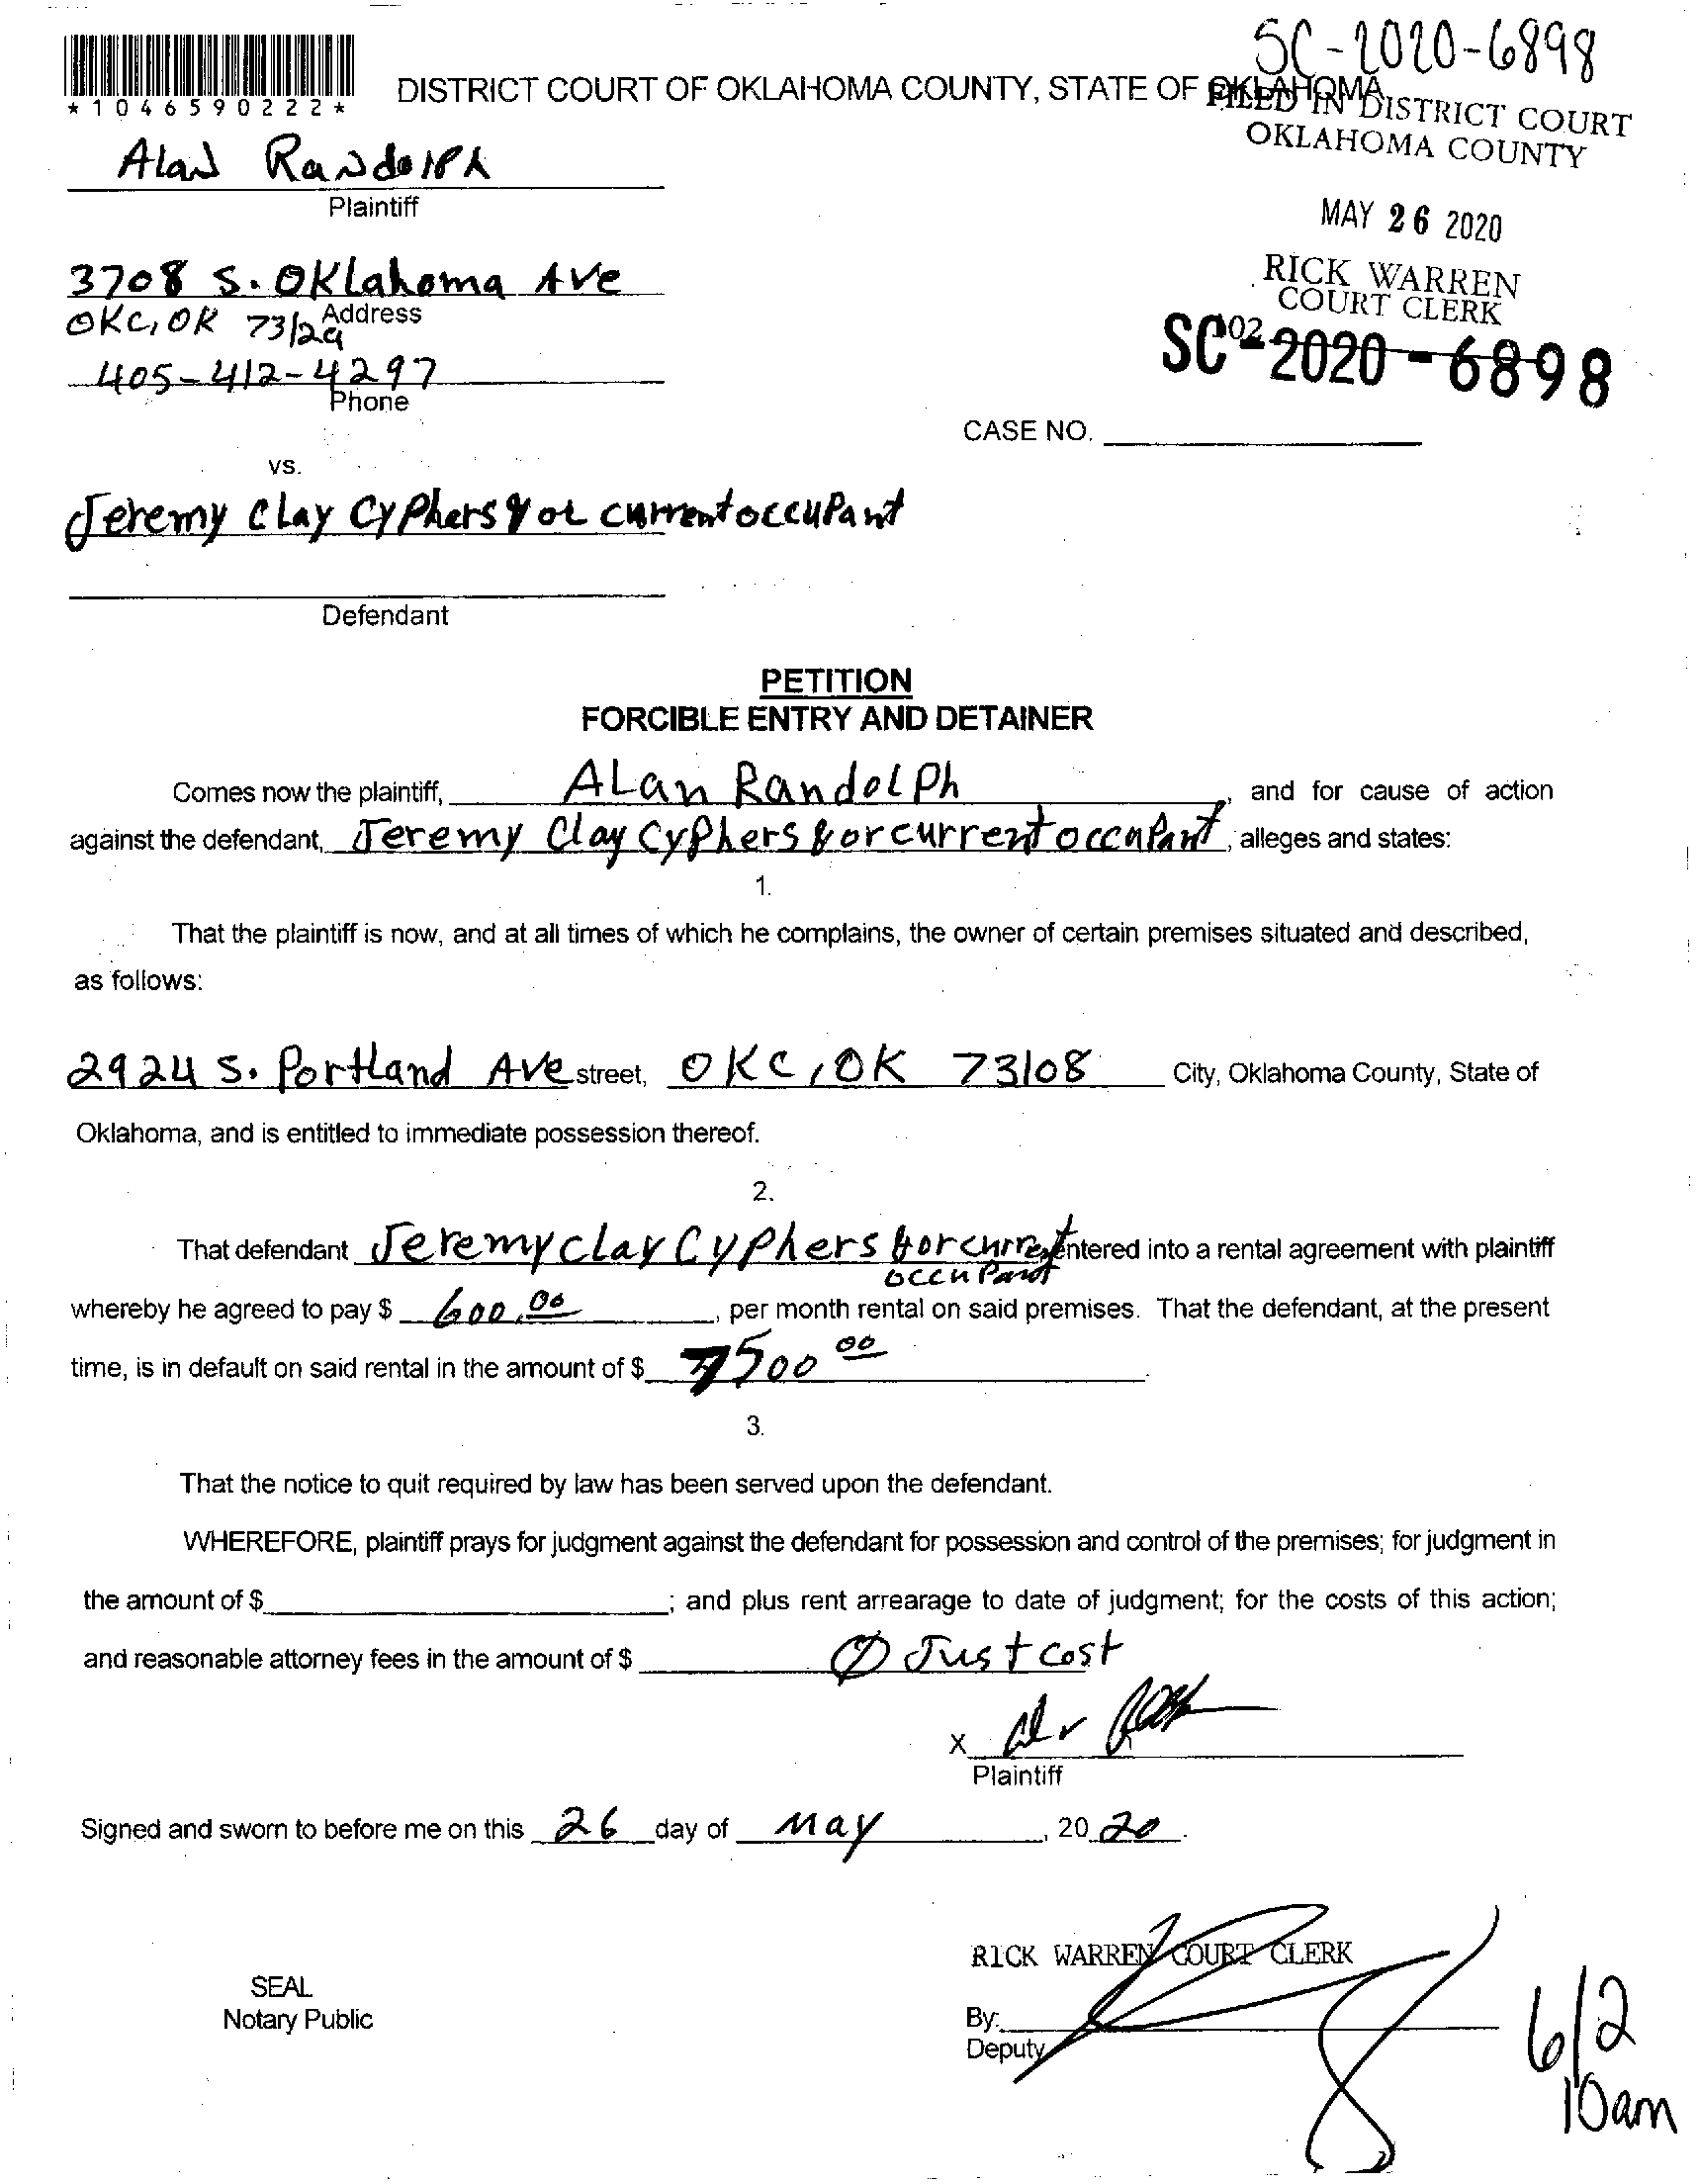 SC-2020-6898
*1046590222*
DISTRICT COURT OF OKLAHOMA COUNTY, STATE OF OKLAHOMA
FILED IN DISTRICT COURT
OKLAHOMA COUNTY
Alan Randolph
Plaintiff
MAY 26 2020
3708 S. Oklahoma Ave
RICK WARREN
COURT CLERK
OKC, OK 73129
Address
02
SC-2020-6898
405-412-4297
Phone
CASE NO.
vs.
Jeremy Clay Cyphers & or current occupant
Defendant
PETITION
FORCIBLE ENTRY AND DETAINER
Comes now the plaintiff, ALan RandolPh, and for cause of action
against the defendant, Jeremy Clay Cyphers & or current occupant, alleges and states:
1.
That the plaintiff is now, and at all times of which he complains, the owner of certain premises situated and described,
as follows:
2924 S. Portland Ave street, OKC, OK 73108 City, Oklahoma County, State of
Oklahoma, and is entitled to immediate possession thereof.
2.
That defendant Jeremy clay Cyphers & or current entered into a rental agreement with plaintiff
occupant
whereby he agreed to pay $ 600.00, per month rental on said premises. That the defendant, at the present
time, is in default on said rental in the amount of $ 7500 00
3.
That the notice to quit required by law has been served upon the defendant.
WHEREFORE, plaintiff prays for judgment against the defendant for possession and control of the premises; for judgment in
the amount of $ ; and plus rent arrearage to date of judgment; for the costs of this action;
and reasonable attorney fees in the amount of $ Ø Just cost
X
Plaintiff
Signed and sworn to before me on this 26 day of May, 2020.
RICK WARREN COURT CLERK
SEAL
Notary Public
By:
Deputy
6/2
10am